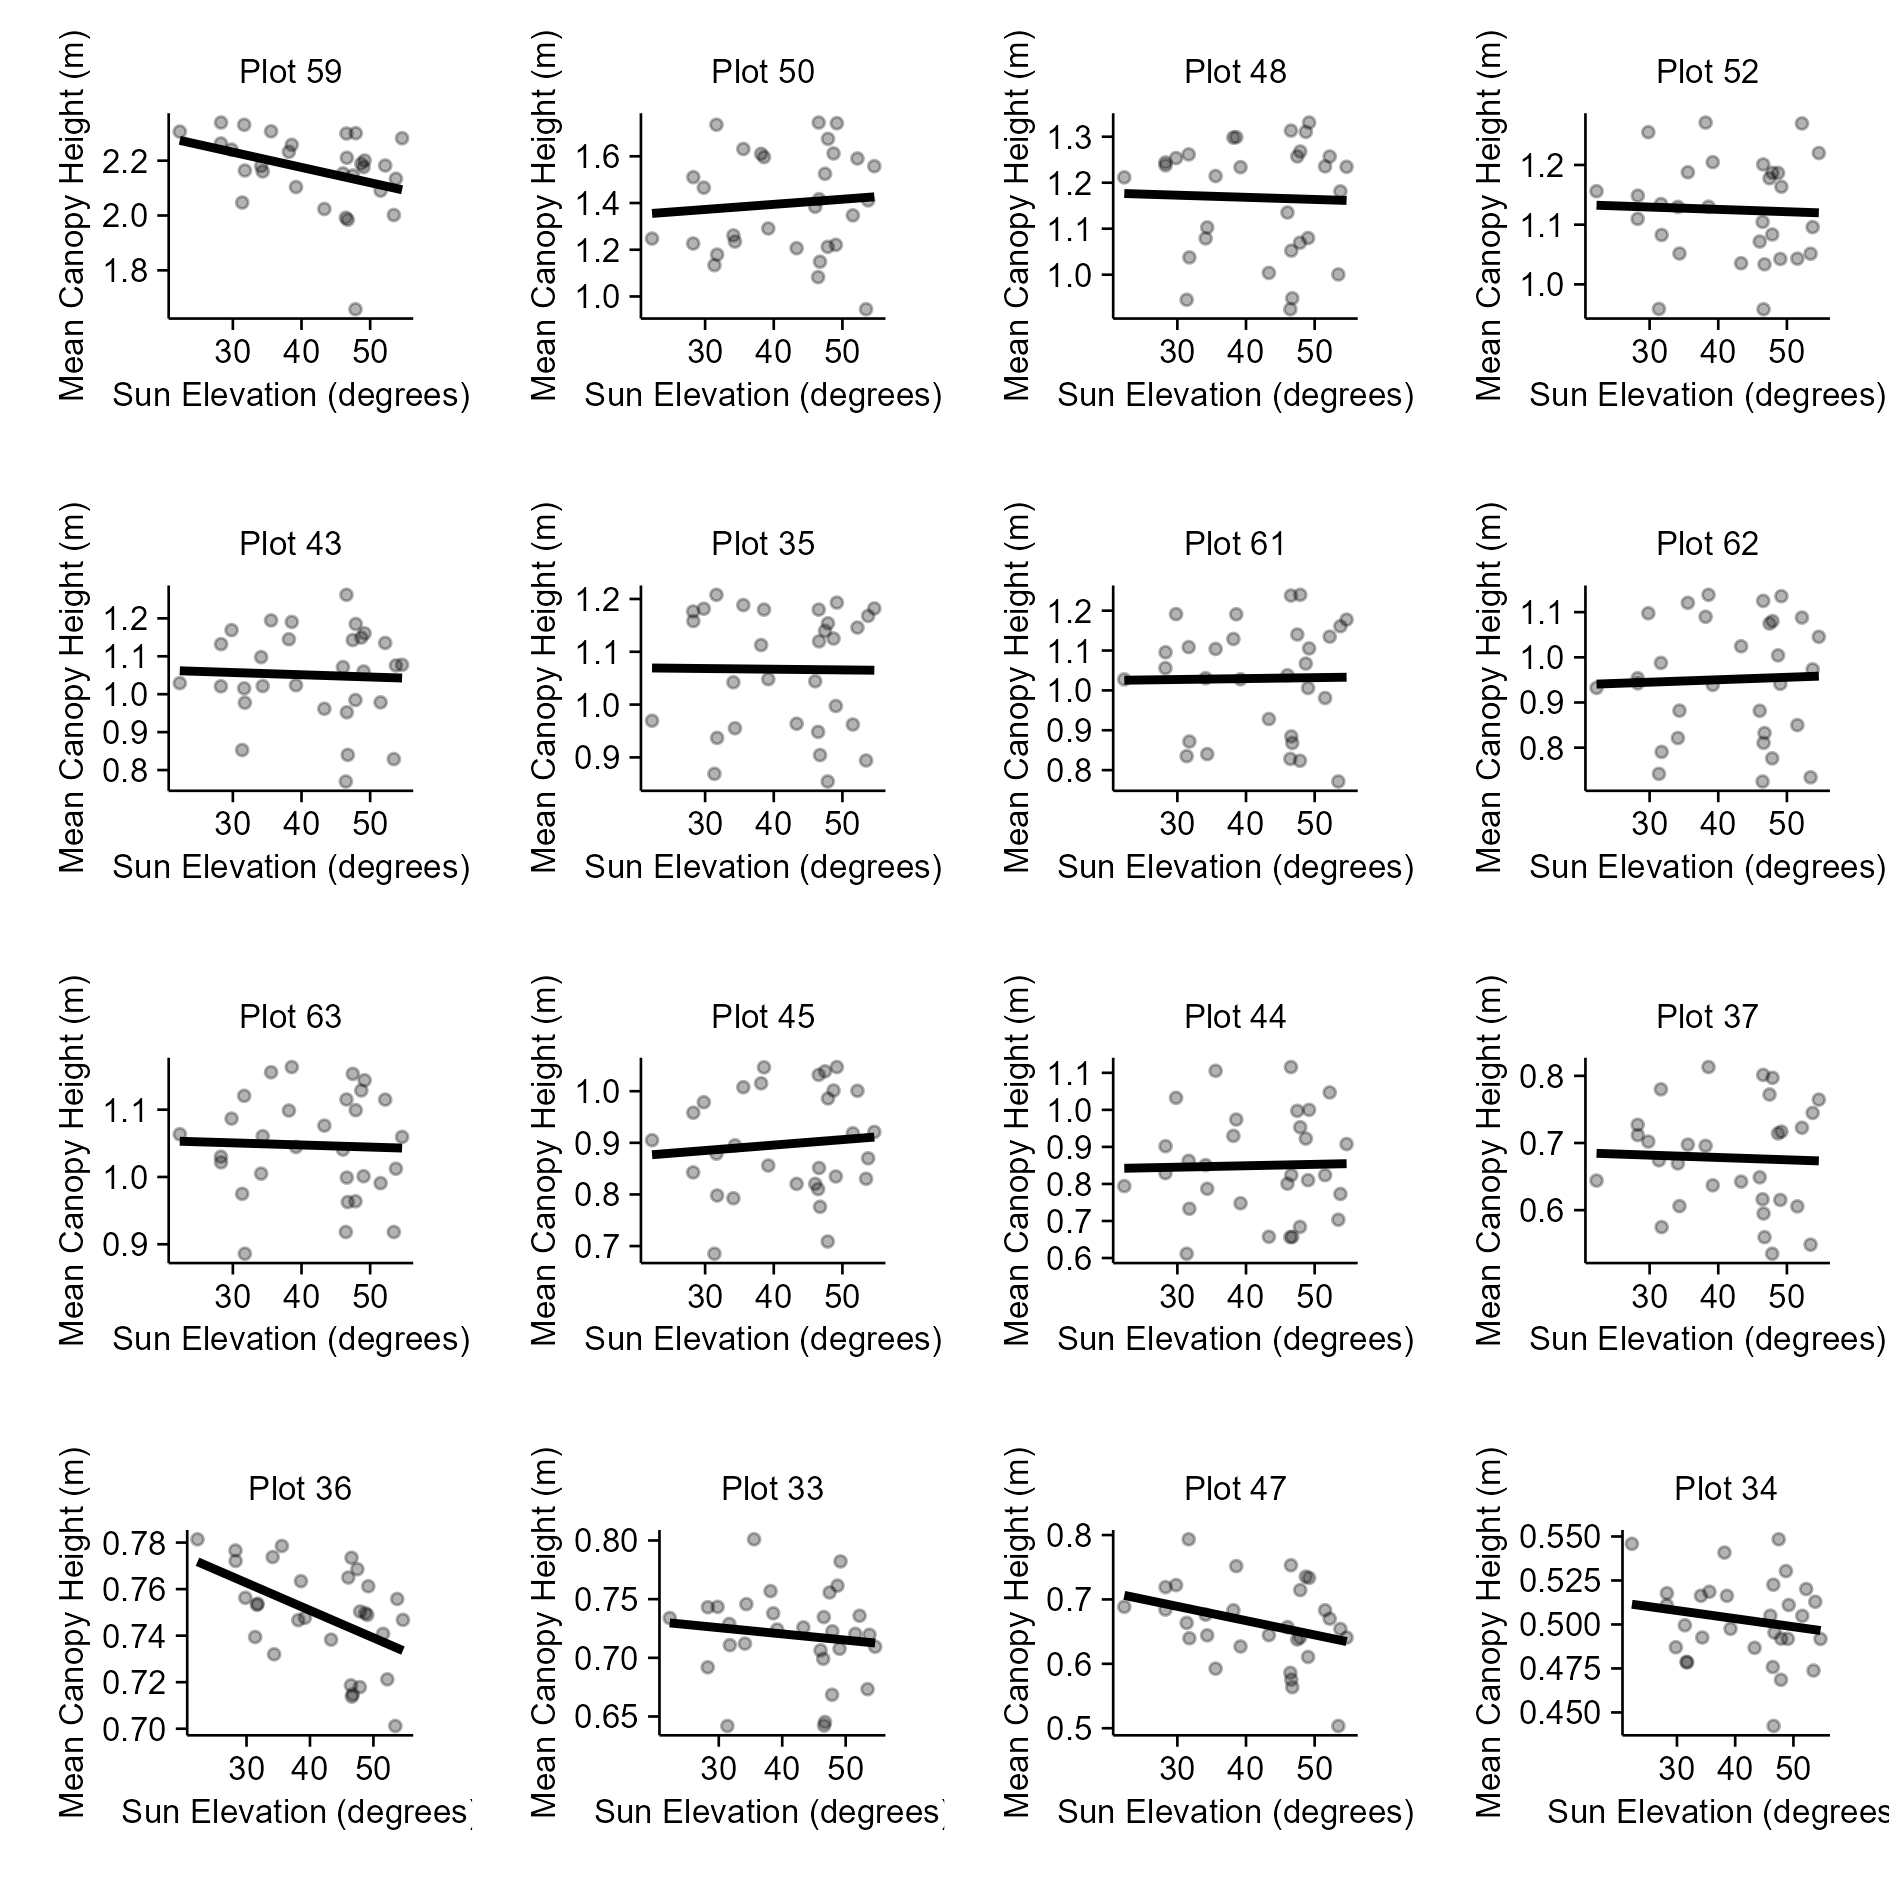 Plot 59
Mean Canopy Height (m)
2.2
2.0
1.8
30 40 50
Sun Elevation (degrees)
Plot 50
Mean Canopy Height (m)
1.6
1.4
1.2
1.0
30 40 50
Sun Elevation (degrees)
Plot 48
Mean Canopy Height (m)
1.3
1.2
1.1
1.0
30 40 50
Sun Elevation (degrees)
Plot 52
Mean Canopy Height (m)
1.2
1.1
1.0
30 40 50
Sun Elevation (degrees)
Plot 43
Mean Canopy Height (m)
1.2
1.1
1.0
0.9
0.8
30 40 50
Sun Elevation (degrees)
Plot 35
Mean Canopy Height (m)
1.2
1.1
1.0
0.9
30 40 50
Sun Elevation (degrees)
Plot 61
Mean Canopy Height (m)
1.2
1.1
1.0
0.9
0.8
30 40 50
Sun Elevation (degrees)
Plot 62
Mean Canopy Height (m)
1.1
1.0
0.9
0.8
30 40 50
Sun Elevation (degrees)
Plot 63
Mean Canopy Height (m)
1.1
1.0
0.9
30 40 50
Sun Elevation (degrees)
Plot 45
Mean Canopy Height (m)
1.0
0.9
0.8
0.7
30 40 50
Sun Elevation (degrees)
Plot 44
Mean Canopy Height (m)
1.1
1.0
0.9
0.8
0.7
0.6
30 40 50
Sun Elevation (degrees)
Plot 37
Mean Canopy Height (m)
0.8
0.7
0.6
30 40 50
Sun Elevation (degrees)
Plot 36
Mean Canopy Height (m)
0.78
0.76
0.74
0.72
0.70
30 40 50
Sun Elevation (degrees)
Plot 33
Mean Canopy Height (m)
0.80
0.75
0.70
0.65
30 40 50
Sun Elevation (degrees)
Plot 47
Mean Canopy Height (m)
0.8
0.7
0.6
0.5
30 40 50
Sun Elevation (degrees)
Plot 34
Mean Canopy Height (m)
0.550
0.525
0.500
0.475
0.450
30 40 50
Sun Elevation (degrees